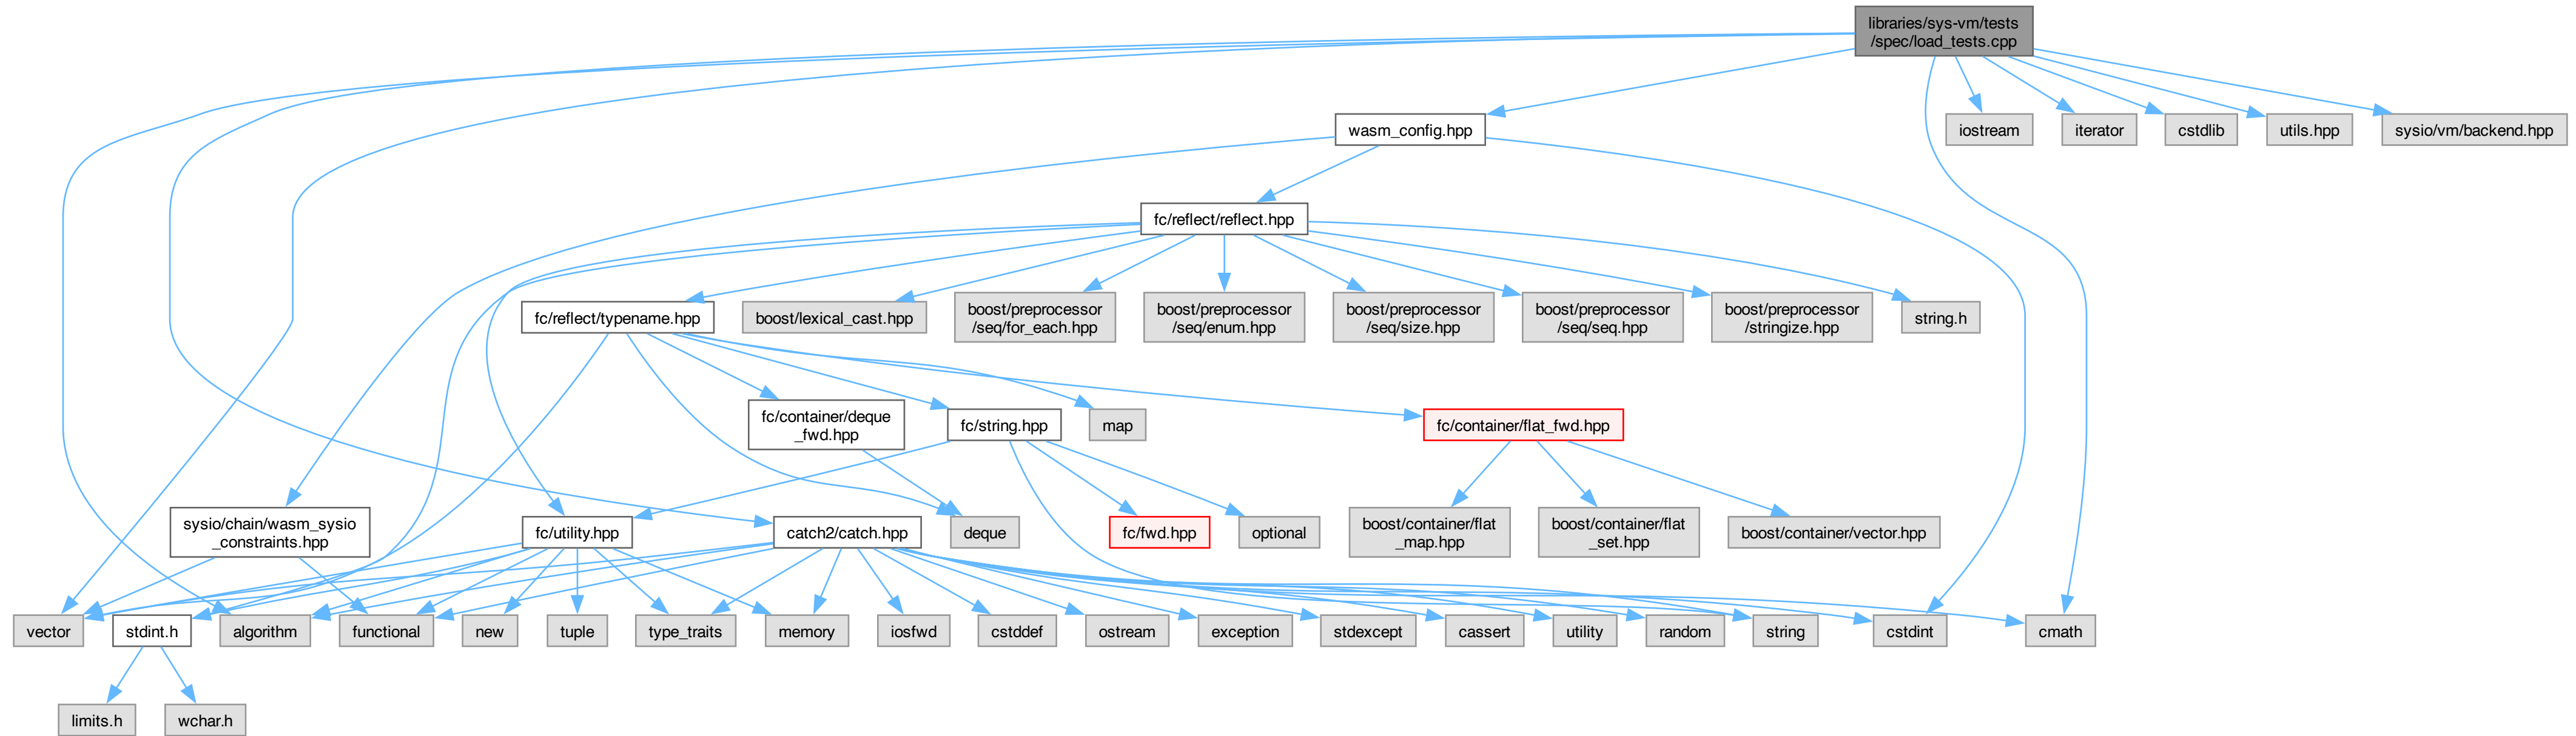 libraries/sys-vm/tests
/spec/load_tests.cpp
wasm_config.hpp
iostream
iterator
cstdlib
utils.hpp
sysio/vm/backend.hpp
fc/reflect/reflect.hpp
fc/reflect/typename.hpp
boost/lexical_cast.hpp
boost/preprocessor
/seq/for_each.hpp
boost/preprocessor
/seq/enum.hpp
boost/preprocessor
/seq/size.hpp
boost/preprocessor
/seq/seq.hpp
boost/preprocessor
/stringize.hpp
string.h
fc/container/deque
_fwd.hpp
fc/string.hpp
map
fc/container/flat_fwd.hpp
sysio/chain/wasm_sysio
_constraints.hpp
fc/utility.hpp
catch2/catch.hpp
deque
fc/fwd.hpp
optional
boost/container/flat
_map.hpp
boost/container/flat
_set.hpp
boost/container/vector.hpp
vector
stdint.h
algorithm
functional
new
tuple
type_traits
memory
iosfwd
cstddef
ostream
exception
stdexcept
cassert
utility
random
string
cstdint
cmath
limits.h
wchar.h